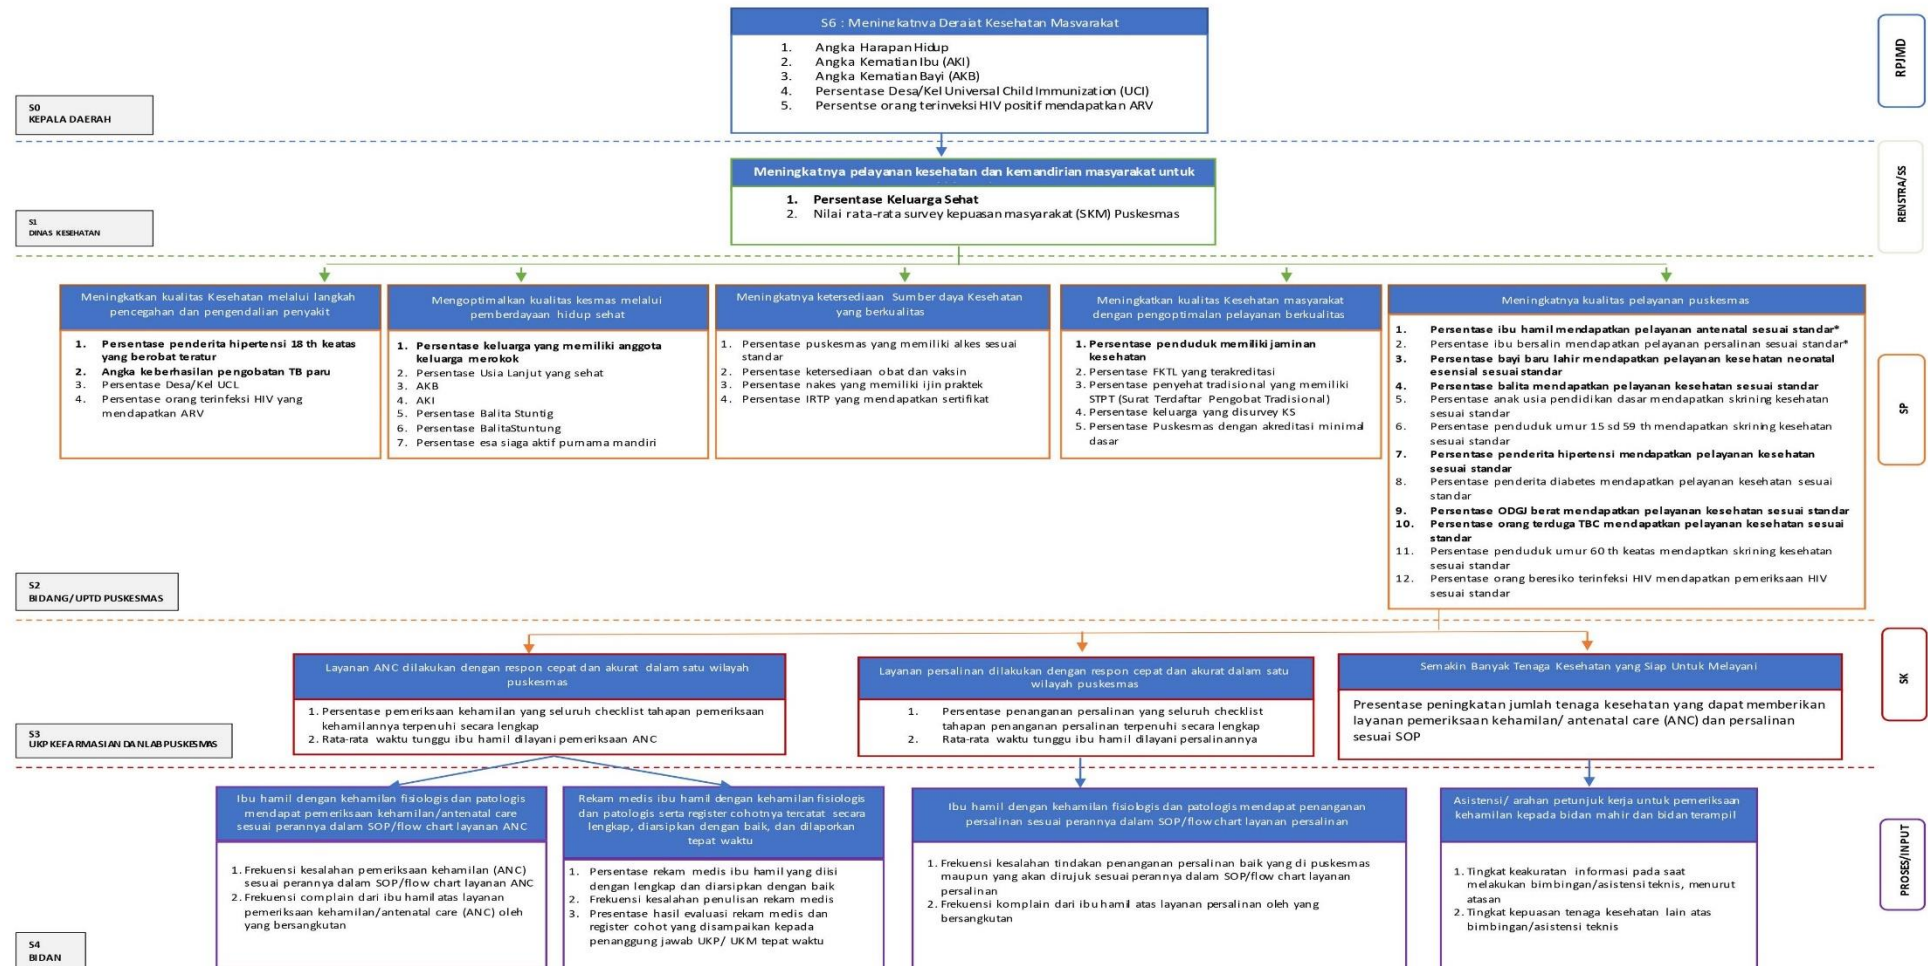 S6 : Meningkatnya Derajat Kesehatan Masyarakat
1. Angka Harapan Hidup
2. Angka Kematian Ibu (AKI)
3. Angka Kematian Bayi (AKB)
4. Persentase Desa/Kel Universal Child Immunization (UCI)
5. Persentse orang terinveksi HIV positif mendapatkan ARV
RPJMD
S0
KEPALA DAERAH
Meningkatnya pelayanan kesehatan dan kemandirian masyarakat untuk
1. Persentase Keluarga Sehat
2. Nilai rata-rata survey kepuasan masyarakat (SKM) Puskesmas
RENSTRA/SS
S1
DINAS KESEHATAN
Meningkatkan kualitas Kesehatan melalui langkah
pencegahan dan pengendalian penyakit
1. Persentase penderita hipertensi 18 th keatas
yang berobat teratur
2. Angka keberhasilan pengobatan TB paru
3. Persentase Desa/Kel UCL
4. Persentase orang terinfeksi HIV yang
mendapatkan ARV
Mengoptimalkan kualitas kesmas melalui
pemberdayaan hidup sehat
1. Persentase keluarga yang memiliki anggota
keluarga merokok
2. Persentase Usia Lanjut yang sehat
3. AKB
4. AKI
5. Persentase Balita Stuntig
6. Persentase BalitaStuntung
7. Persentase esa siaga aktif purnama mandiri
Meningkatnya ketersediaan Sumber daya Kesehatan
yang berkualitas
1. Persentase puskesmas yang memiliki alkes sesuai
standar
2. Persentase ketersediaan obat dan vaksin
3. Persentase nakes yang memiliki ijin praktek
4. Persentase IRTP yang mendapatkan sertifikat
Meningkatkan kualitas Kesehatan masyarakat
dengan pengoptimalan pelayanan berkualitas
1. Persentase penduduk memiliki jaminan
kesehatan
2. Persentase FKTL yang terakreditasi
3. Persentase penyehat tradisional yang memiliki
STPT (Surat Terdaftar Pengobat Tradisional)
4. Persentase keluarga yang disurvey KS
5. Persentase Puskesmas dengan akreditasi minimal
dasar
Meningkatnya kualitas pelayanan puskesmas
1. Persentase ibu hamil mendapatkan pelayanan antenatal sesuai standar*
2. Persentase ibu bersalin mendapatkan pelayanan persalinan sesuai standar*
3. Persentase bayi baru lahir mendapatkan pelayanan kesehatan neonatal
esensial sesuai standar
4. Persentase balita mendapatkan pelayanan kesehatan sesuai standar
5. Persentase anak usia pendidikan dasar mendapatkan skrining kesehatan
sesuai standar
6. Persentase penduduk umur 15 sd 59 th mendapatkan skrining kesehatan
sesuai standar
7. Persentase penderita hipertensi mendapatkan pelayanan kesehatan
sesuai standar
8. Persentase penderita diabetes mendapatkan pelayanan kesehatan sesuai
standar
9. Persentase ODGJ berat mendapatkan pelayanan kesehatan sesuai standar
10. Persentase orang terduga TBC mendapatkan pelayanan kesehatan sesuai
standar
11. Persentase penduduk umur 60 th keatas mendaptkan skrining kesehatan
sesuai standar
12. Persentase orang beresiko terinfeksi HIV mendapatkan pemeriksaan HIV
sesuai standar
SP
S2
BIDANG/UPTD PUSKESMAS
Layanan ANC dilakukan dengan respon cepat dan akurat dalam satu wilayah
puskesmas
1. Persentase pemeriksaan kehamilan yang seluruh checklist tahapan pemeriksaan
kehamilannya terpenuhi secara lengkap
2. Rata-rata waktu tunggu ibu hamil dilayani pemeriksaan ANC
Layanan persalinan dilakukan dengan respon cepat dan akurat dalam satu
wilayah puskesmas
1. Persentase penanganan persalinan yang seluruh checklist
tahapan penanganan persalinan terpenuhi secara lengkap
2. Rata-rata waktu tunggu ibu hamil dilayani persalinannya
Semakin Banyak Tenaga Kesehatan yang Siap Untuk Melayani
Presentase peningkatan jumlah tenaga kesehatan yang dapat memberikan
layanan pemeriksaan kehamilan/ antenatal care (ANC) dan persalinan
sesuai SOP
SK
S3
UKP KEFARMASIAN DAN LAB PUSKESMAS
Ibu hamil dengan kehamilan fisiologis dan patologis
mendapat pemeriksaan kehamilan/antenatal care
sesuai perannya dalam SOP/flow chart layanan ANC
1. Frekuensi kesalahan pemeriksaan kehamilan (ANC)
sesuai perannya dalam SOP/flow chart layanan ANC
2. Frekuensi complain dari ibu hamil atas layanan
pemeriksaan kehamilan/antenatal care (ANC) oleh
yang bersangkutan
Rekam medis ibu hamil dengan kehamilan fisiologis
dan patologis serta register cohotnya tercatat secara
lengkap, diarsipkan dengan baik, dan dilaporkan
tepat waktu
1. Persentase rekam medis ibu hamil yang diisi
dengan lengkap dan diarsipkan dengan baik
2. Frekuensi kesalahan penulisan rekam medis
3. Presentase hasil evaluasi rekam medis dan
register cohot yang disampaikan kepada
penanggung jawab UKP/ UKM tepat waktu
Ibu hamil dengan kehamilan fisiologis dan patologis mendapat penanganan
persalinan sesuai perannya dalam SOP/flow chart layanan persalinan
1. Frekuensi kesalahan tindakan penanganan persalinan baik yang di puskesmas
maupun yang akan dirujuk sesuai perannya dalam SOP/flow chart layanan
persalinan
2. Frekuensi komplain dari ibu hamil atas layanan persalinan oleh yang
bersangkutan
Asistensi/ arahan petunjuk kerja untuk pemeriksaan
kehamilan kepada bidan mahir dan bidan terampil
1. Tingkat keakuratan informasi pada saat
melakukan bimbingan/asistensi teknis, menurut
atasan
2. Tingkat kepuasan tenaga kesehatan lain atas
bimbingan/asistensi teknis
PROSES/INPUT
S4
BIDAN